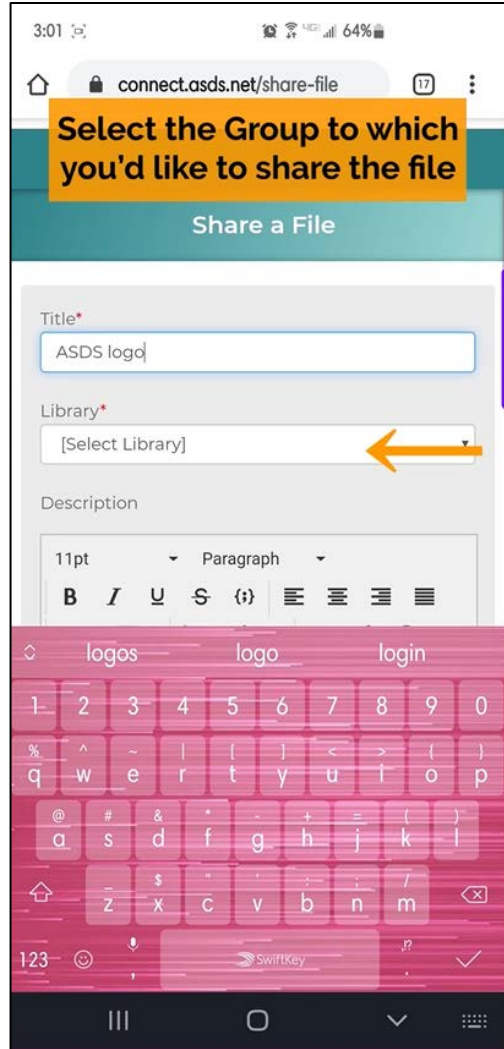 3:01 64%
connect.asds.net/share-file 17
Select the Group to which
you'd like to share the file
Share a File
Title*
ASDS logo
Library*
[Select Library]
Description
11pt Paragraph
B I U S {;}
logos logo login
1 2 3 4 5 6 7 8 9 0
% ^ ~ | [ ] < > { }
q w e r t y u i o p
@ # & * - + = ( )
a s d f g h j k l
_ $ " ' : ; /
z x c v b n m
123 , SwiftKey . !?